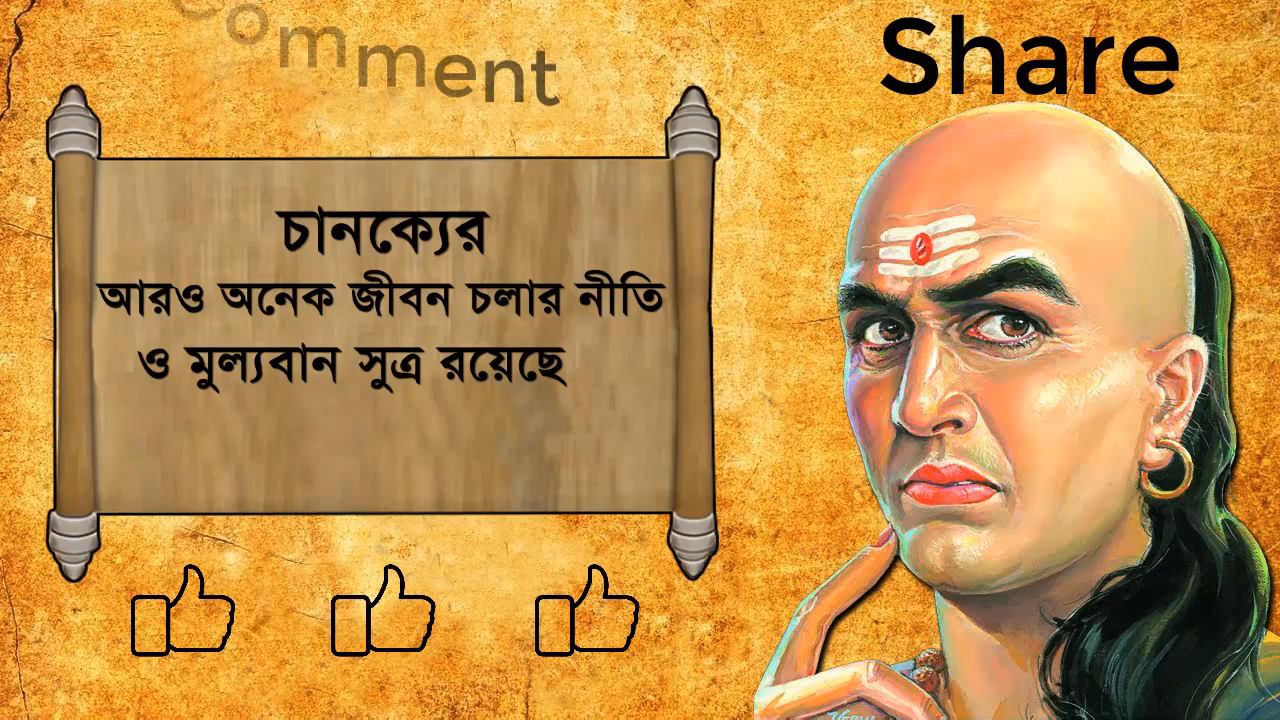 Comment
Share
চানক্যের
আরও অনেক জীবন চলার নীতি
ও মুল্যবান সুত্র রয়েছে